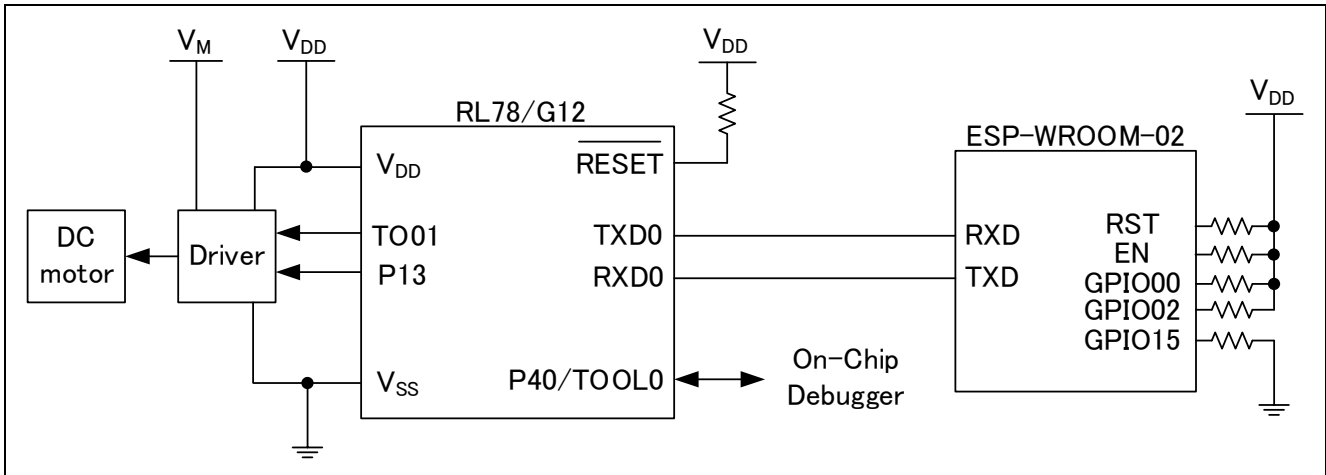 VM
VDD
VDD
VDD
RL78/G12
ESP-WROOM-02
VDD
RESET
DC
motor
Driver
TO01
P13
TXD0
RXD0
RXD
TXD
RST
EN
GPIO00
GPIO02
GPIO15
VSS
P40/TOOL0
On-Chip
Debugger